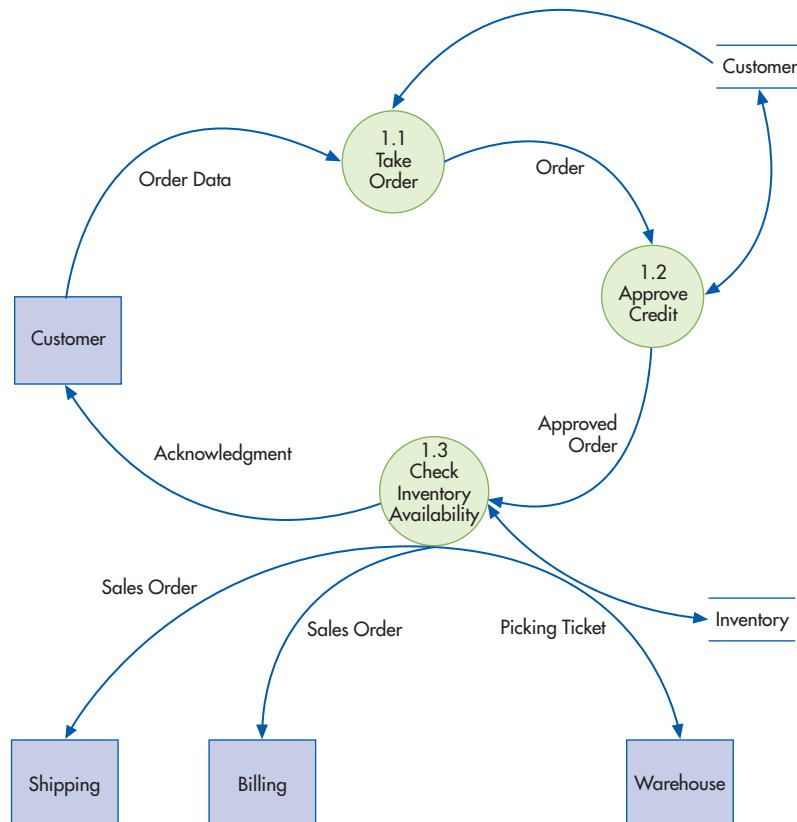 Customer
1.1
Take
Order
Order Data
Order
1.2
Approve
Credit
Customer
Approved
Order
Acknowledgment
1.3
Check
Inventory
Availability
Sales Order
Sales Order
Picking Ticket
Inventory
Shipping
Billing
Warehouse